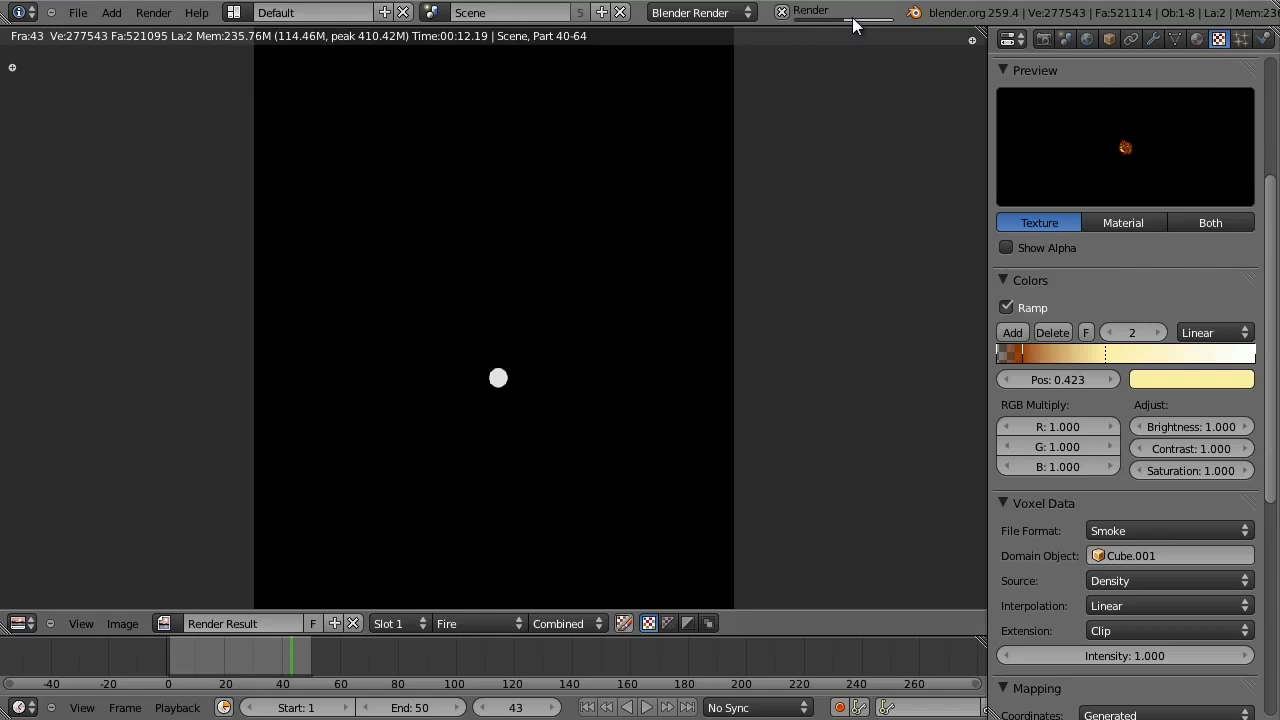 File Add Render Help Default Scene 5 Blender Render Render blender.org 259.4 | Ve:277543 | Fa:521114 | Ob:1-8 | La:2 | Mem:23
Fra:43 Ve:277543 Fa:521095 La:2 Mem:235.76M (114.46M, peak 410.42M) Time:00:12.19 | Scene, Part 40-64
Preview
Texture Material Both
Show Alpha
Colors
Ramp
Add Delete F 2 Linear
Pos: 0.423
RGB Multiply: Adjust:
R: 1.000 Brightness: 1.000
G: 1.000 Contrast: 1.000
B: 1.000 Saturation: 1.000
Voxel Data
File Format: Smoke
Domain Object: Cube.001
Source: Density
Interpolation: Linear
Extension: Clip
Intensity: 1.000
Mapping
Coordinates: Generated
View Image Render Result F Slot 1 Fire Combined
-40 -20 0 20 40 60 80 100 120 140 160 180 200 220 240 260
View Frame Playback Start: 1 End: 50 43 No Sync